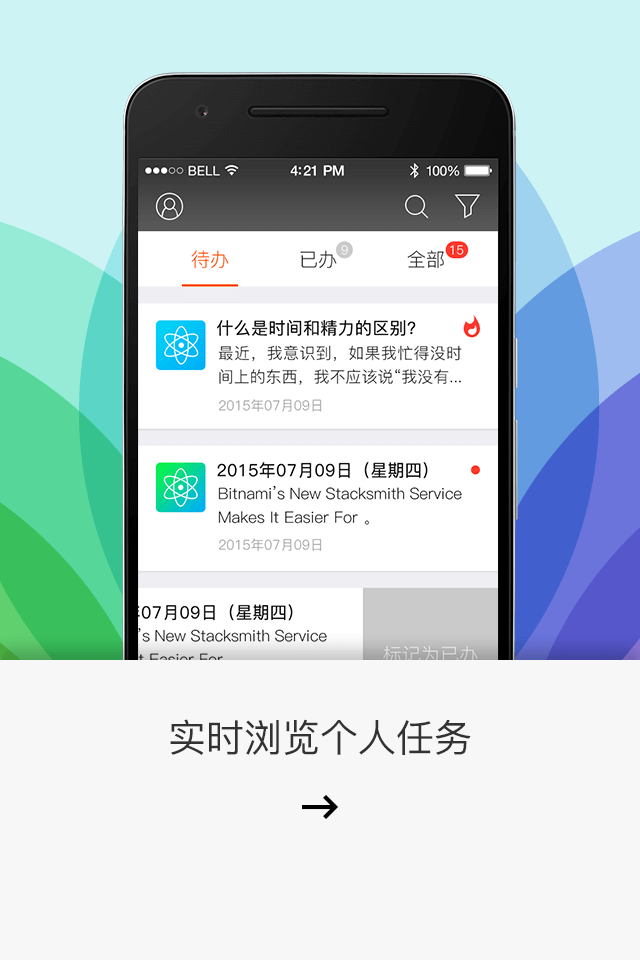 BELL 4:21 PM 100%
待办 已办 9 全部 15
什么是时间和精力的区别?
最近，我意识到，如果我忙得没时
间上的东西，我不应该说“我没有...
2015年07月09日
2015年07月09日（星期四）
Bitnami's New Stacksmith Service
Makes It Easier For 。
2015年07月09日
07月09日（星期四）
's New Stacksmith Service
t Easier For
标记为已办
实时浏览个人任务